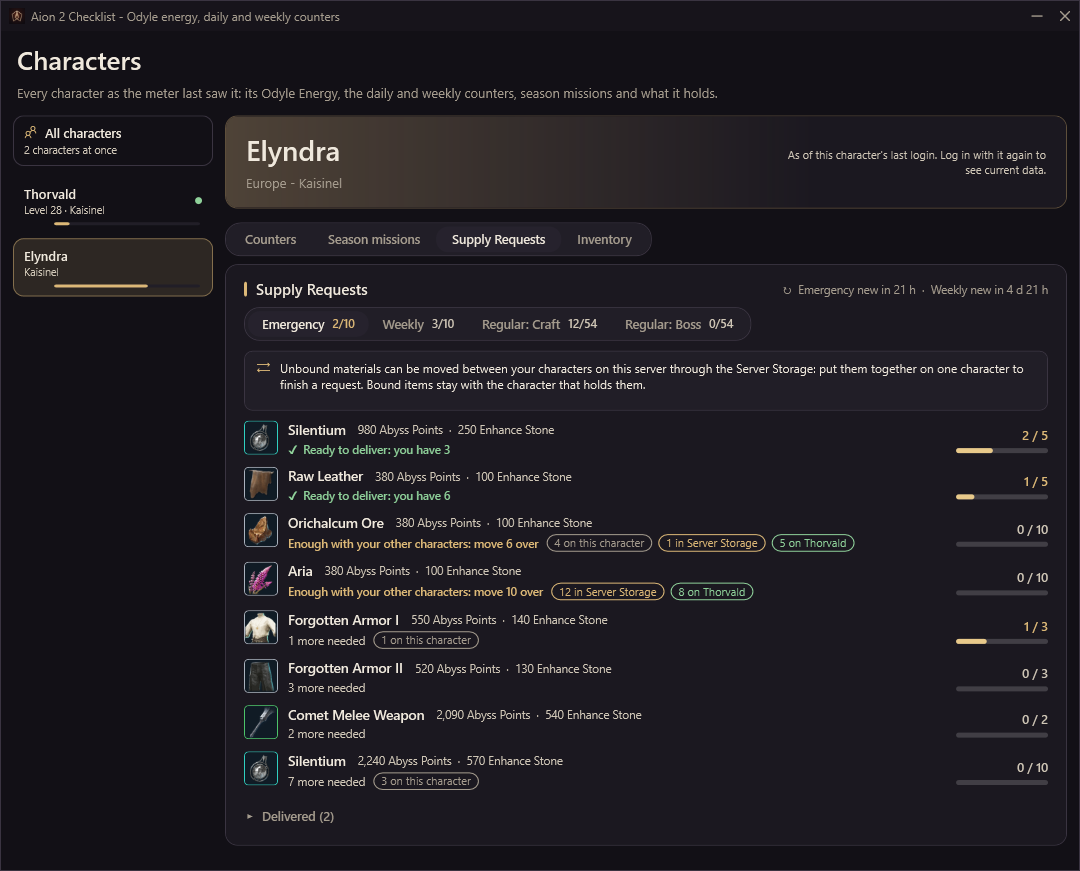 Aion 2 Checklist - Odyle energy, daily and weekly counters
Characters
Every character as the meter last saw it: its Odyle Energy, the daily and weekly counters, season missions and what it holds.
All characters
2 characters at once
Thorvald
Level 28 · Kaisinel
Elyndra
Kaisinel
Elyndra
Europe - Kaisinel
As of this character's last login. Log in with it again to
see current data.
Counters Season missions Supply Requests Inventory
Supply Requests
↻ Emergency new in 21 h · Weekly new in 4 d 21 h
Emergency 2/10 Weekly 3/10 Regular: Craft 12/54 Regular: Boss 0/54
Unbound materials can be moved between your characters on this server through the Server Storage: put them together on one character to
finish a request. Bound items stay with the character that holds them.
Silentium 980 Abyss Points · 250 Enhance Stone
✓ Ready to deliver: you have 3
2 / 5
Raw Leather 380 Abyss Points · 100 Enhance Stone
✓ Ready to deliver: you have 6
1 / 5
Orichalcum Ore 380 Abyss Points · 100 Enhance Stone
Enough with your other characters: move 6 over 4 on this character 1 in Server Storage 5 on Thorvald
0 / 10
Aria 380 Abyss Points · 100 Enhance Stone
Enough with your other characters: move 10 over 12 in Server Storage 8 on Thorvald
0 / 10
Forgotten Armor I 550 Abyss Points · 140 Enhance Stone
1 more needed 1 on this character
1 / 3
Forgotten Armor II 520 Abyss Points · 130 Enhance Stone
3 more needed
0 / 3
Comet Melee Weapon 2,090 Abyss Points · 540 Enhance Stone
2 more needed
0 / 2
Silentium 2,240 Abyss Points · 570 Enhance Stone
7 more needed 3 on this character
0 / 10
▸ Delivered (2)